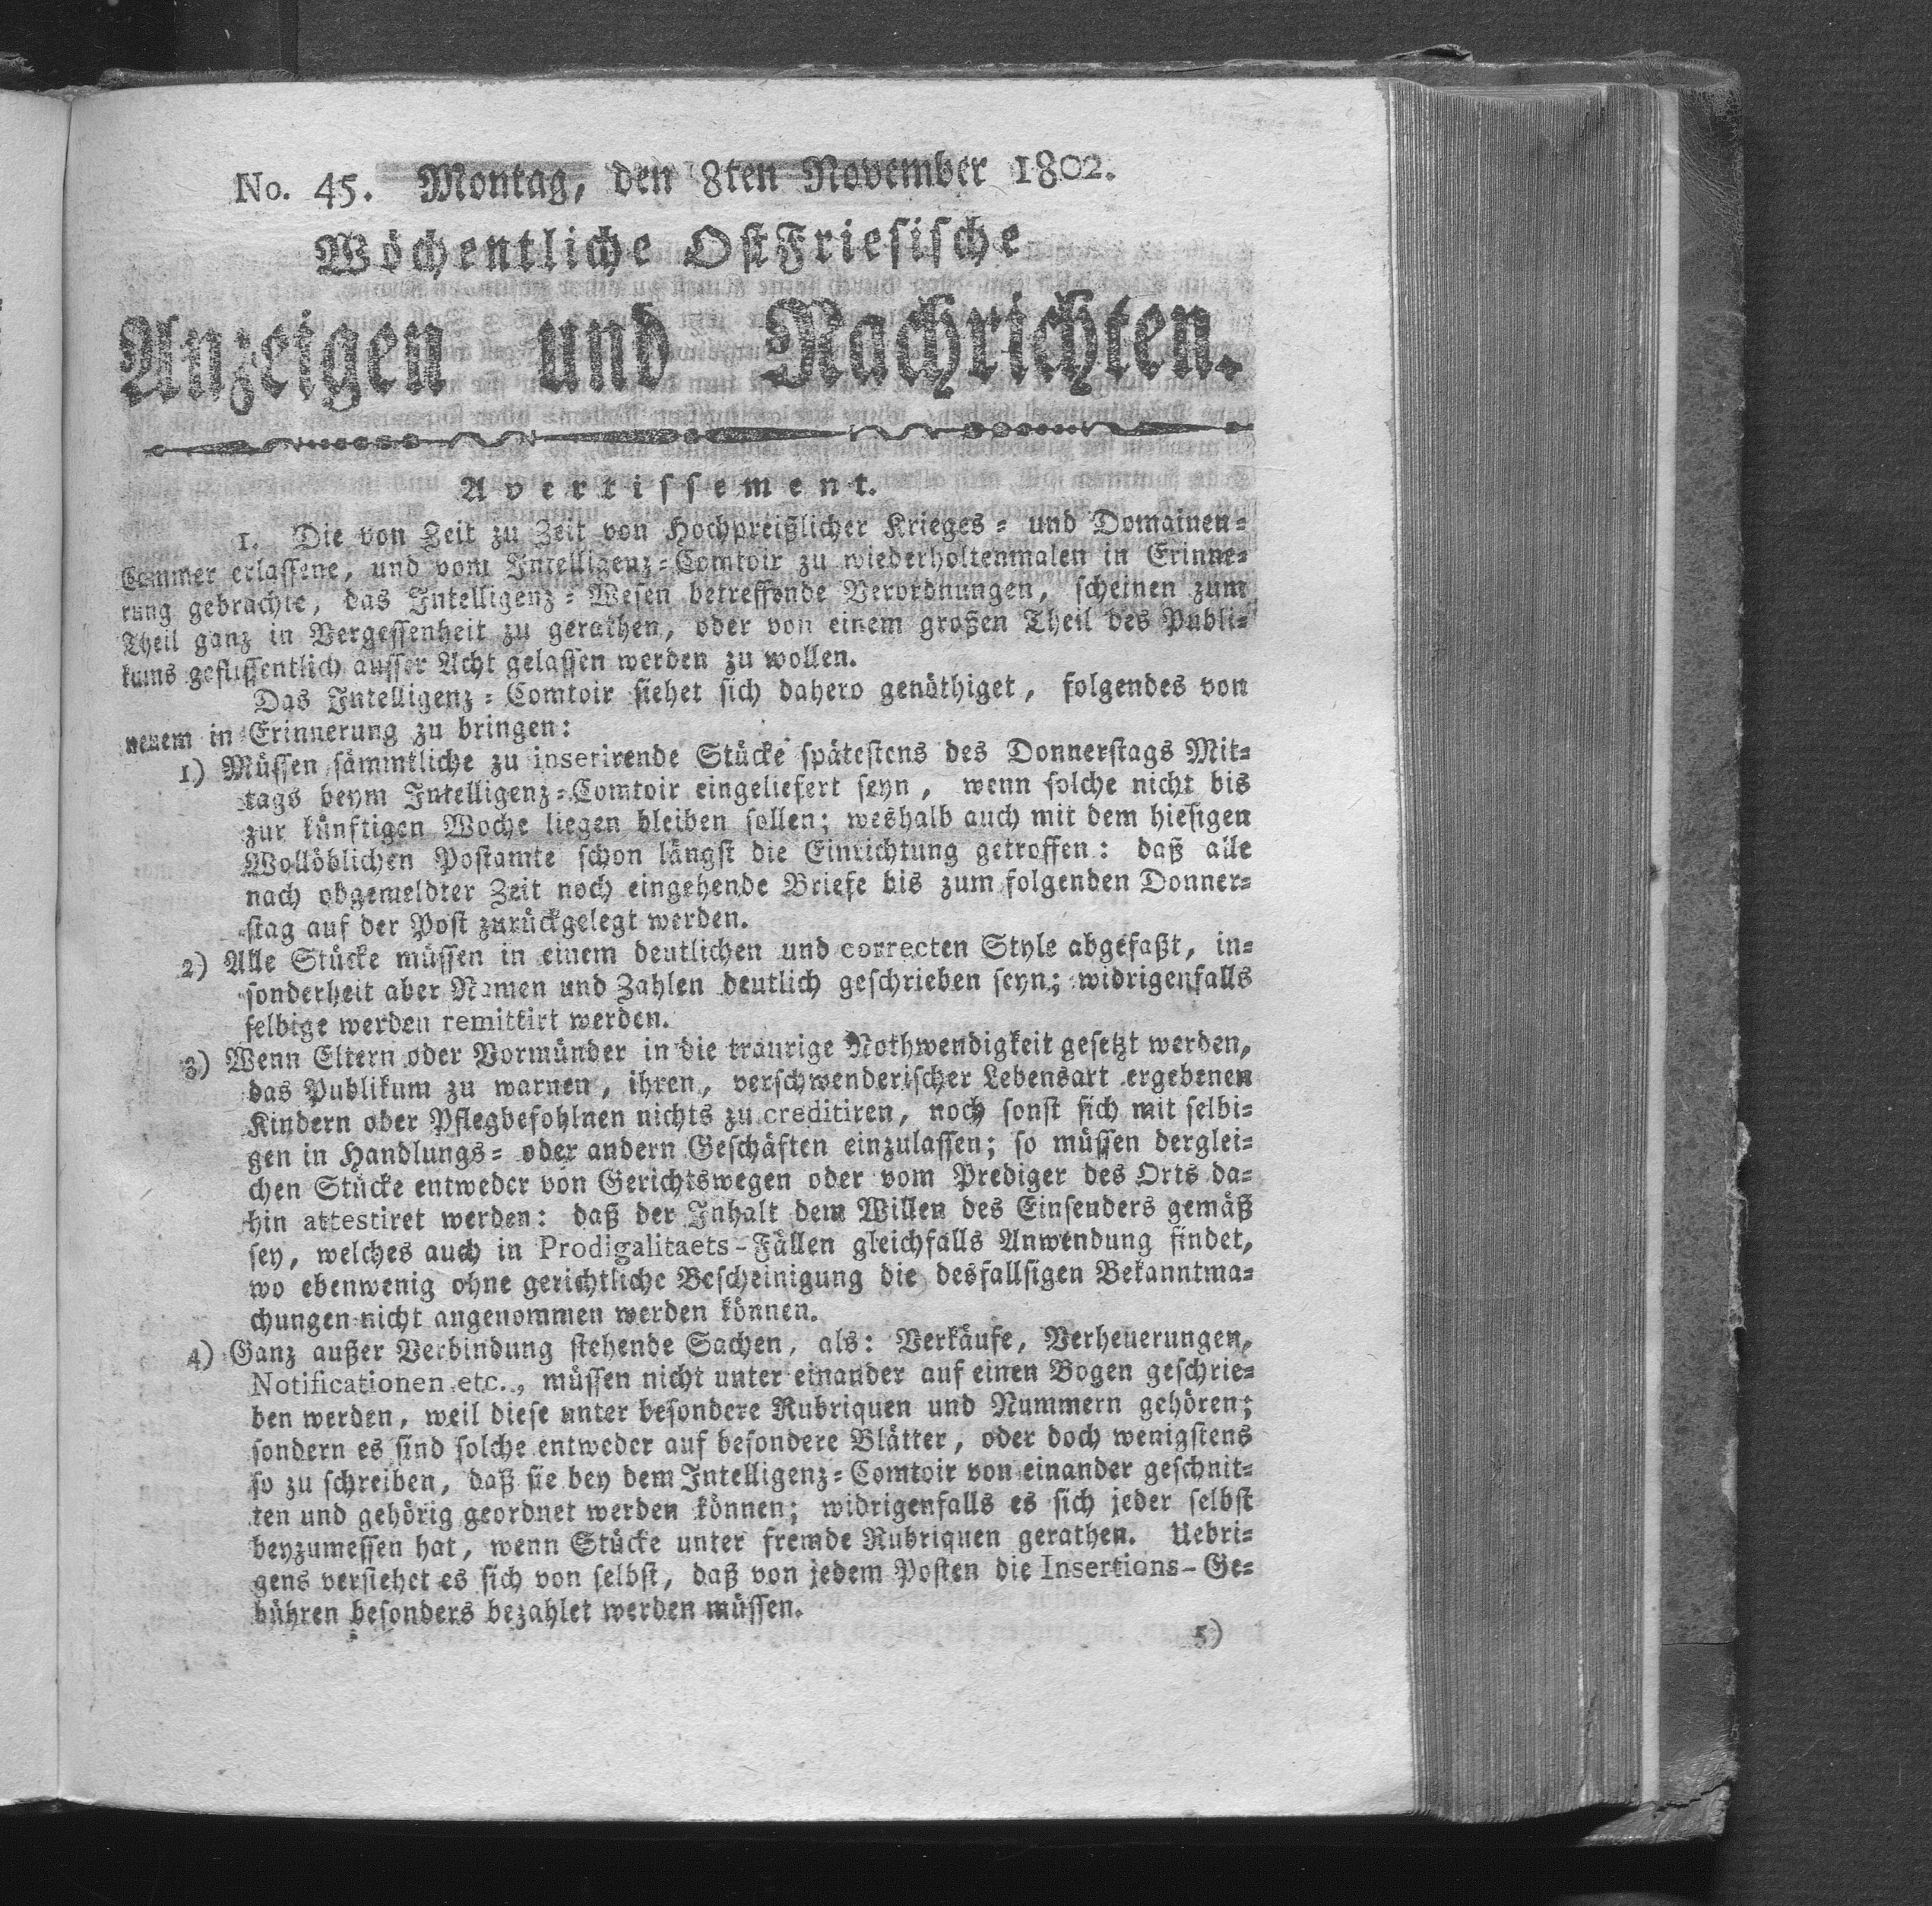 No. 45. Montag, den 8ten November 1802.
Wöchentliche OstFriesische
Anzeigen und Nachrichten.
Avertissement.
1. Die von Zeit zu Zeit von Hochpreißlicher Krieges= und Domainen=
Cammer erlassene, und vom Intelligenz=Comtoir zu wiederholtenmalen in Erinne=
rung gebrachte, das Intelligenz=Wesen betreffende Verordnungen, scheinen zum
Theil ganz in Vergessenheit zu gerathen, oder von einem großen Theil des Publi=
kums geflissentlich ausser Acht gelassen werden zu wollen.
Das Intelligenz=Comtoir siehet sich dahero genöthiget, folgendes von
neuem in Erinnerung zu bringen:
1) Müssen sämmtliche zu inserirende Stücke spätestens des Donnerstags Mit=
tags beym Intelligenz=Comtoir eingeliefert seyn, wenn solche nicht bis
zur künftigen Woche liegen bleiben sollen; weshalb auch mit dem hiesigen
Wollöblichen Postamte schon längst die Einrichtung getroffen: daß alle
nach obgemeldter Zeit noch eingehende Briefe bis zum folgenden Donner=
stag auf der Post zurückgelegt werden.
2) Alle Stücke müssen in einem deutlichen und correcten Style abgefaßt, in=
sonderheit aber Namen und Zahlen deutlich geschrieben seyn; widrigenfalls
selbige werden remittirt werden.
3) Wenn Eltern oder Vormünder in die traurige Nothwendigkeit gesetzt werden,
das Publikum zu warnen, ihren, verschwenderischer Lebensart ergebenen
Kindern oder Pflegbefohlnen nichts zu creditiren, noch sonst sich mit selbi=
gen in Handlungs= oder andern Geschäften einzulassen; so müssen derglei=
chen Stücke entweder von Gerichtswegen oder vom Prediger des Orts da=
hin attestiret werden: daß der Inhalt dem Willen des Einsenders gemäß
sey, welches auch in Prodigalitaets-Fällen gleichfalls Anwendung findet,
wo ebenwenig ohne gerichtliche Bescheinigung die desfallsigen Bekanntma=
chungen nicht angenommen werden können.
4) Ganz außer Verbindung stehende Sachen, als: Verkäufe, Verheuerungen,
Notificationen etc., müssen nicht unter einander auf einen Bogen geschrie=
ben werden, weil diese unter besondere Rubriquen und Nummern gehören;
sondern es sind solche entweder auf besondere Blätter, oder doch wenigstens
so zu schreiben, daß sie bey dem Intelligenz=Comtoir von einander geschnit=
ten und gehörig geordnet werden können; widrigenfalls es sich jeder selbst
beyzumessen hat, wenn Stücke unter fremde Rubriquen gerathen. Uebri=
gens verstehet es sich von selbst, daß von jedem Posten die Insertions-Ge=
bühren besonders bezahlet werden müssen.
5)